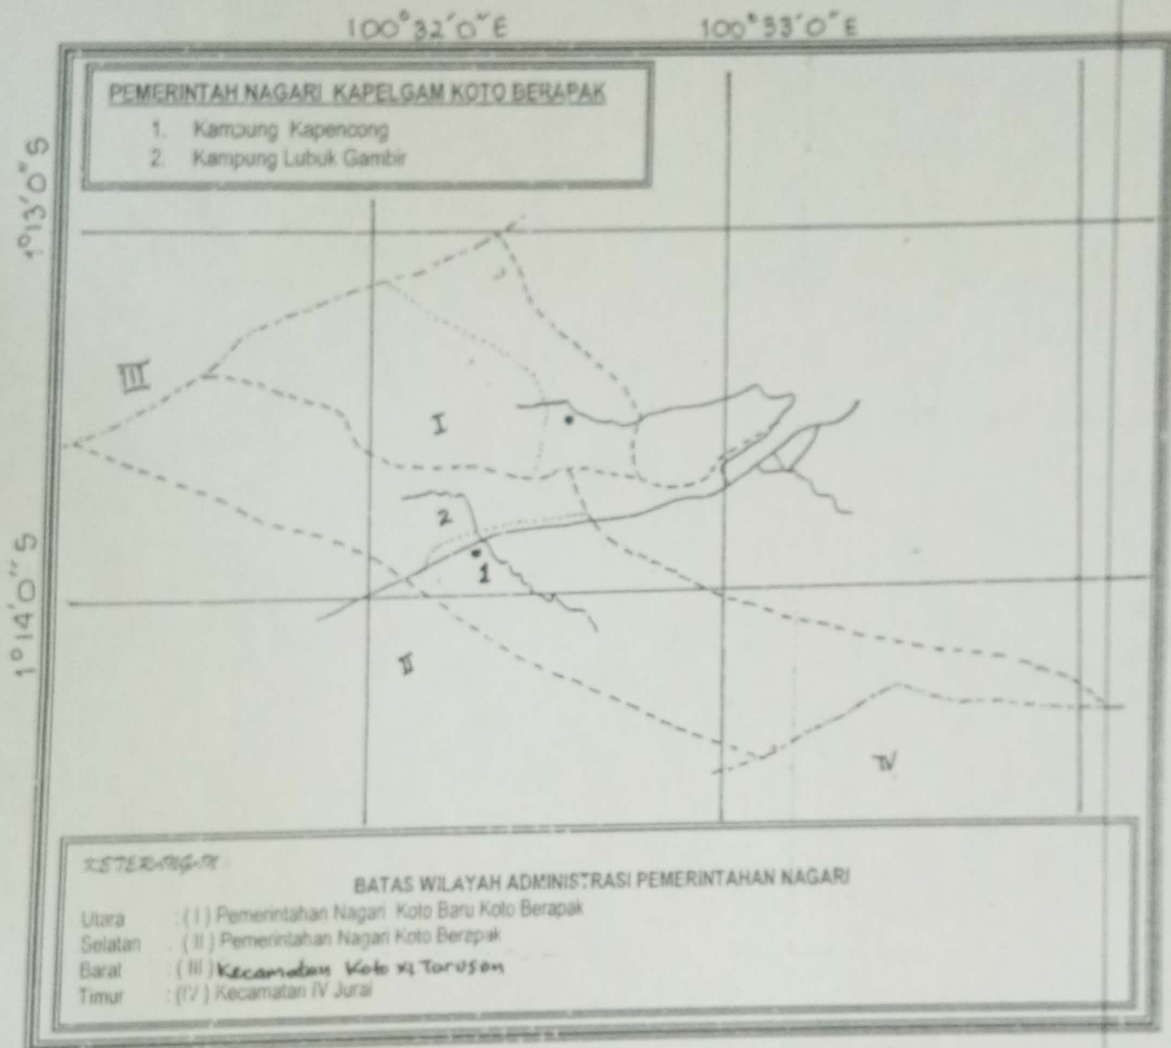 100°32'0"E 100°33'0"E
PEMERINTAH NAGARI KAPELGAM KOTO BERAPAK
1. Kampung Kapencong
2. Kampung Lubuk Gambir
1°13'0"S
III
I
2
1
1°14'0"S
II
IV
KETERANGAN
BATAS WILAYAH ADMINISTRASI PEMERINTAHAN NAGARI
Utara : ( I ) Pemerintahan Nagari Koto Baru Koto Berapak
Selatan : ( II ) Pemerintahan Nagari Koto Berapak
Barat : ( III ) Kecamatan Koto XI Tarusan
Timur : (IV ) Kecamatan IV Jurai